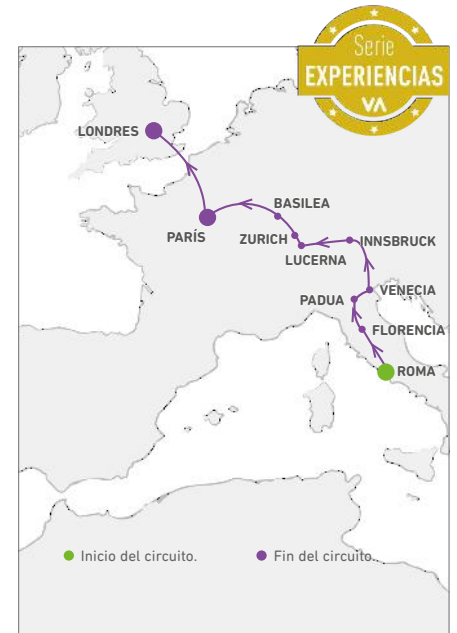 Serie
EXPERIENCIAS
VA
LONDRES
BASILEA
PARÍS
ZURICH
INNSBRUCK
LUCERNA
VENECIA
PADUA
FLORENCIA
ROMA
Inicio del circuito.
Fin del circuito.